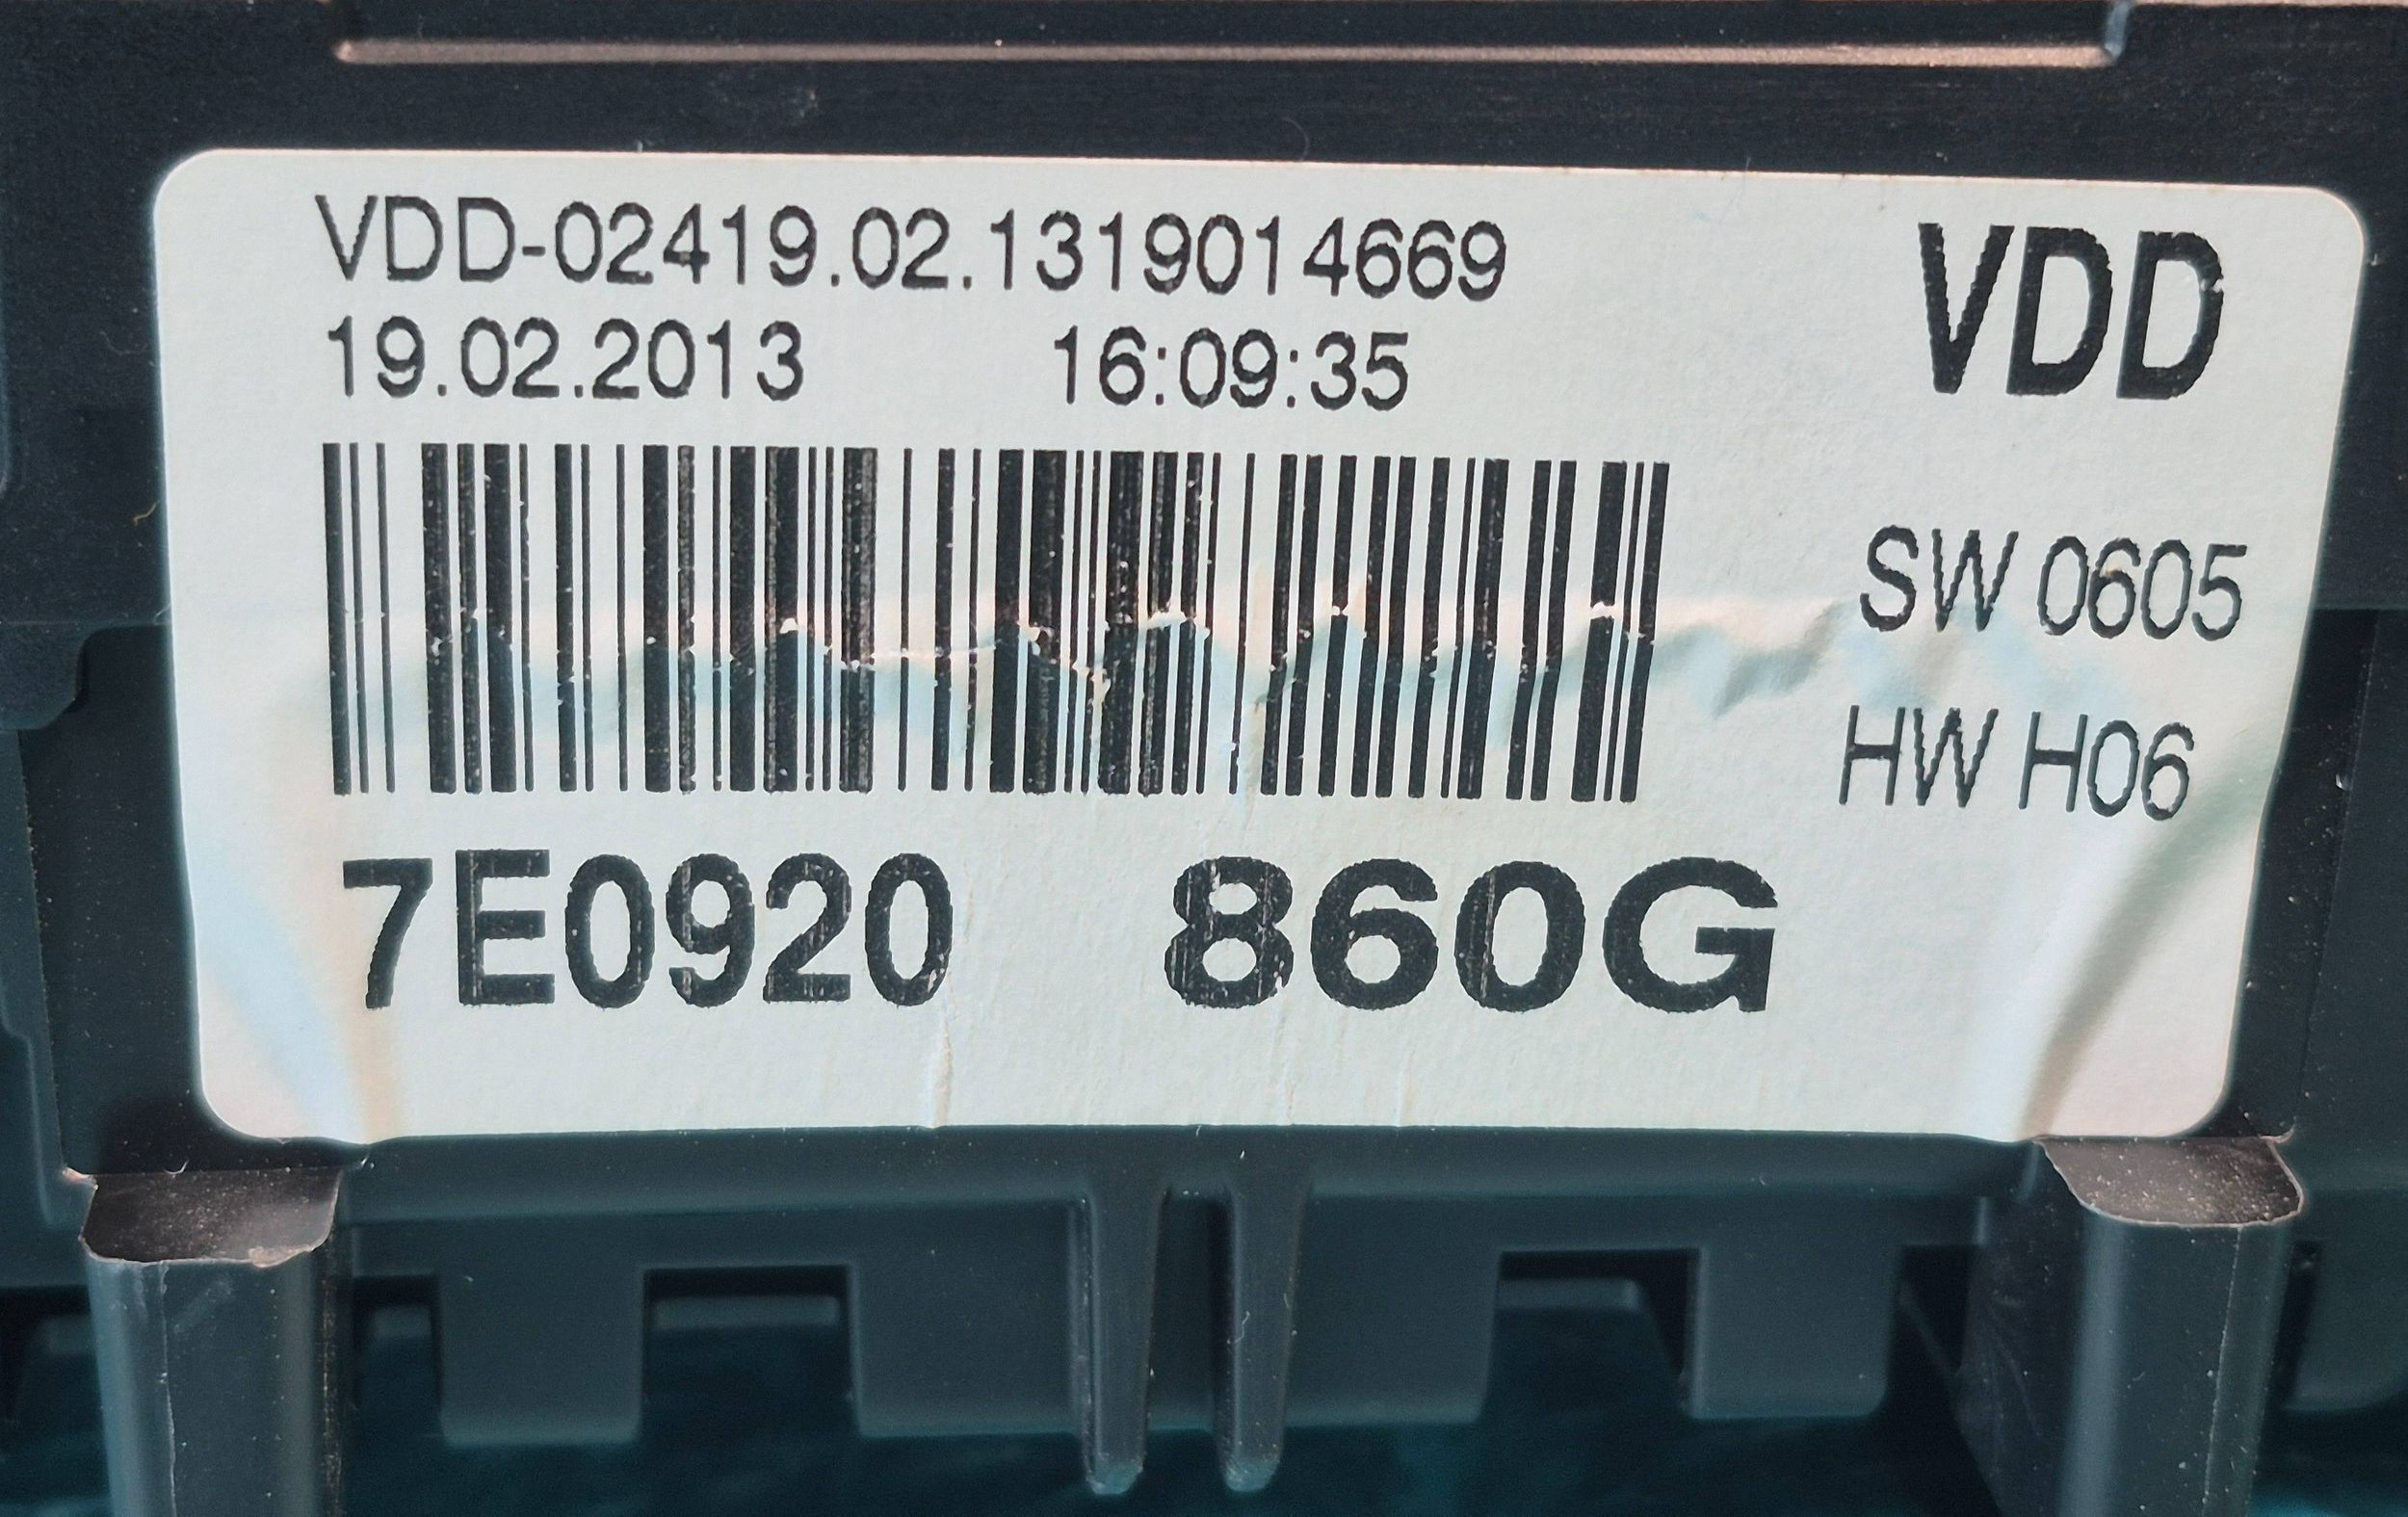 VDD-02419.02.1319014669
19.02.2013 16:09:35
VDD
SW 0605
HW H06
7E0920 860G